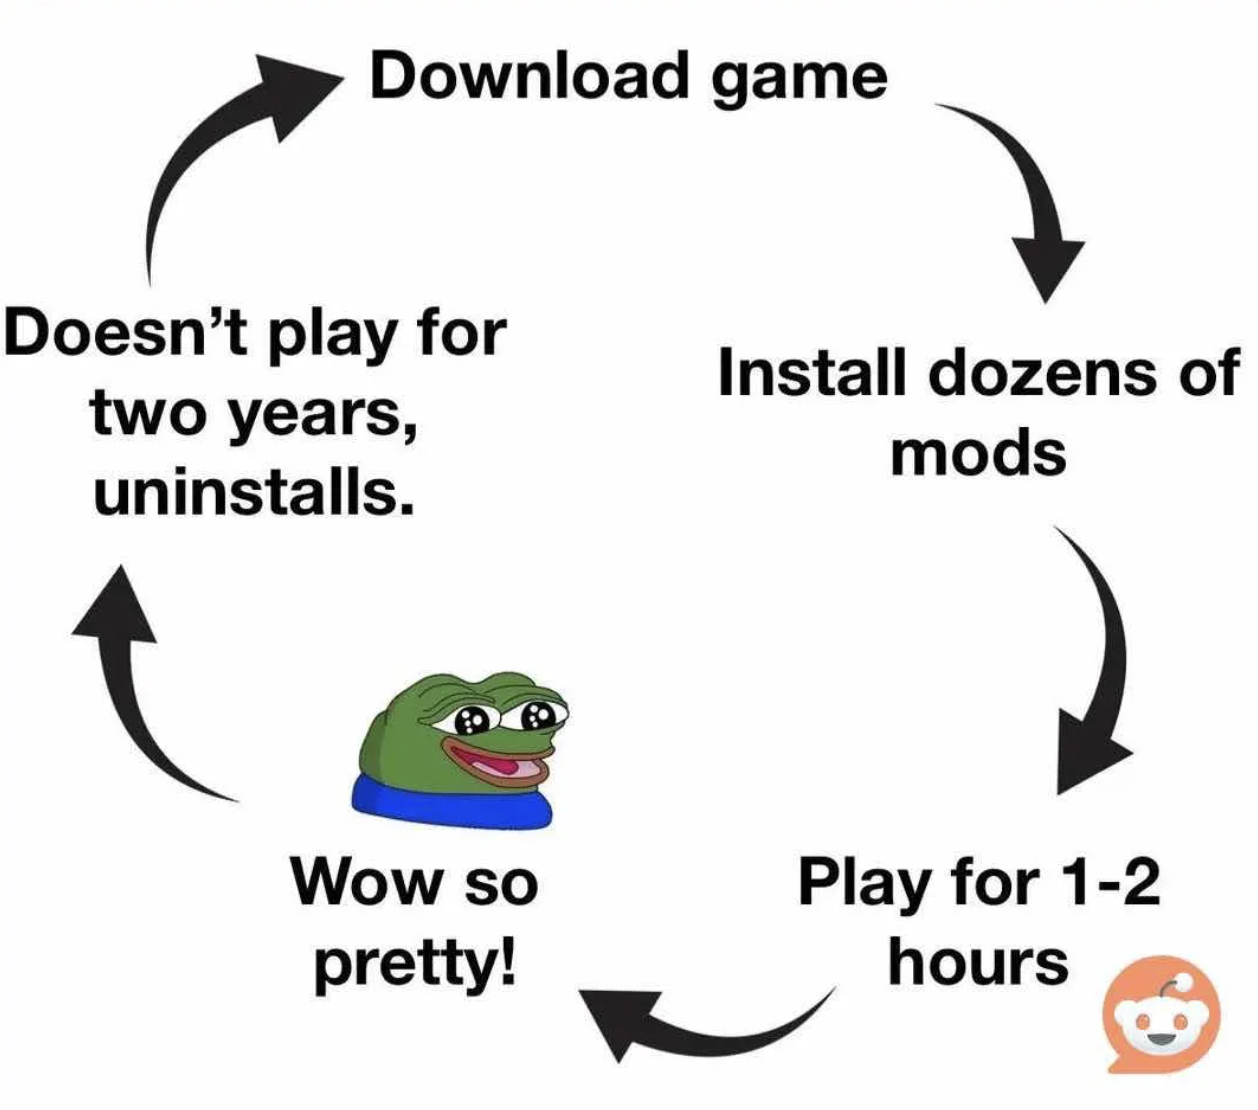 Download game
Install dozens of
mods
Play for 1-2
hours
Wow so
pretty!
Doesn’t play for
two years,
uninstalls.